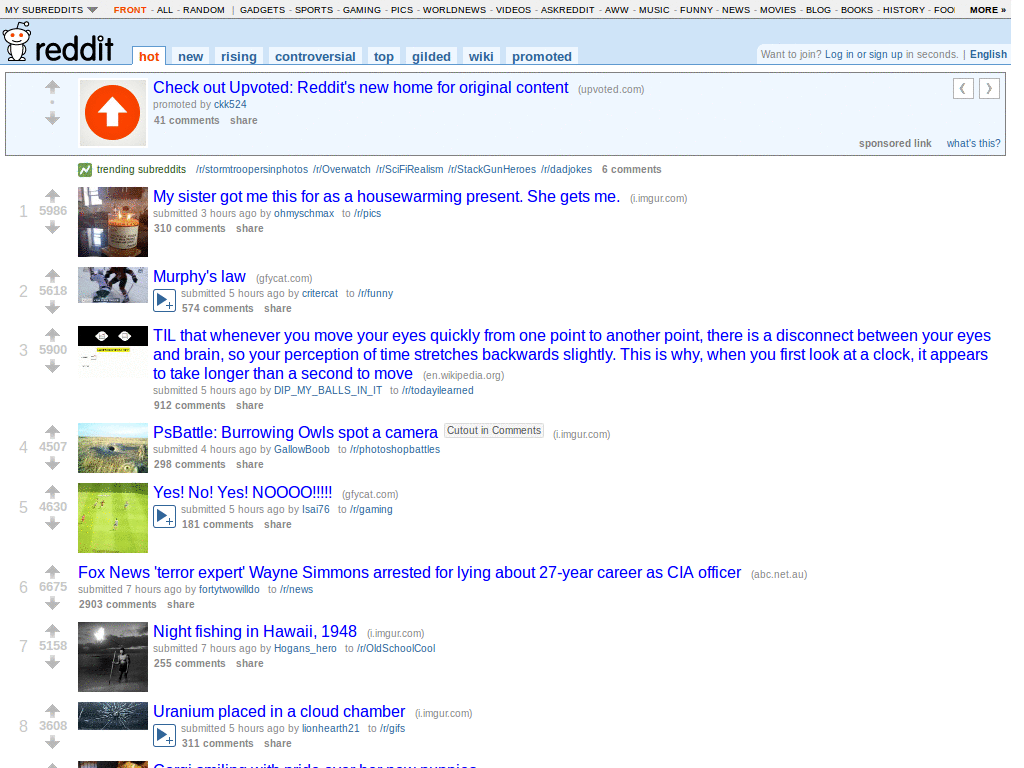 MY SUBREDDITS FRONT - ALL - RANDOM | GADGETS - SPORTS - GAMING - PICS - WORLDNEWS - VIDEOS - ASKREDDIT - AWW - MUSIC - FUNNY - NEWS - MOVIES - BLOG - BOOKS - HISTORY - FOO MORE »
reddit hot new rising controversial top gilded wiki promoted
Want to join? Log in or sign up in seconds. | English
Check out Upvoted: Reddit's new home for original content (upvoted.com)
promoted by ckk524
41 comments share
sponsored link what's this?
trending subreddits /r/stormtroopersinphotos /r/Overwatch /r/SciFiRealism /r/StackGunHeroes /r/dadjokes 6 comments
1 5986 My sister got me this for as a housewarming present. She gets me. (i.imgur.com)
submitted 3 hours ago by ohmyschmax to /r/pics
310 comments share
2 5618 Murphy's law (gfycat.com)
submitted 5 hours ago by critercat to /r/funny
574 comments share
3 5900 TIL that whenever you move your eyes quickly from one point to another point, there is a disconnect between your eyes
and brain, so your perception of time stretches backwards slightly. This is why, when you first look at a clock, it appears
to take longer than a second to move (en.wikipedia.org)
submitted 5 hours ago by DIP_MY_BALLS_IN_IT to /r/todayilearned
912 comments share
4 4507 PsBattle: Burrowing Owls spot a camera Cutout in Comments (i.imgur.com)
submitted 4 hours ago by GallowBoob to /r/photoshopbattles
298 comments share
5 4630 Yes! No! Yes! NOOOO!!!!! (gfycat.com)
submitted 5 hours ago by Isai76 to /r/gaming
181 comments share
6 6675 Fox News 'terror expert' Wayne Simmons arrested for lying about 27-year career as CIA officer (abc.net.au)
submitted 7 hours ago by fortytwowilldo to /r/news
2903 comments share
7 5158 Night fishing in Hawaii, 1948 (i.imgur.com)
submitted 7 hours ago by Hogans_hero to /r/OldSchoolCool
255 comments share
8 3608 Uranium placed in a cloud chamber (i.imgur.com)
submitted 5 hours ago by lionhearth21 to /r/gifs
311 comments share
Corgi smiling with pride over her new puppies